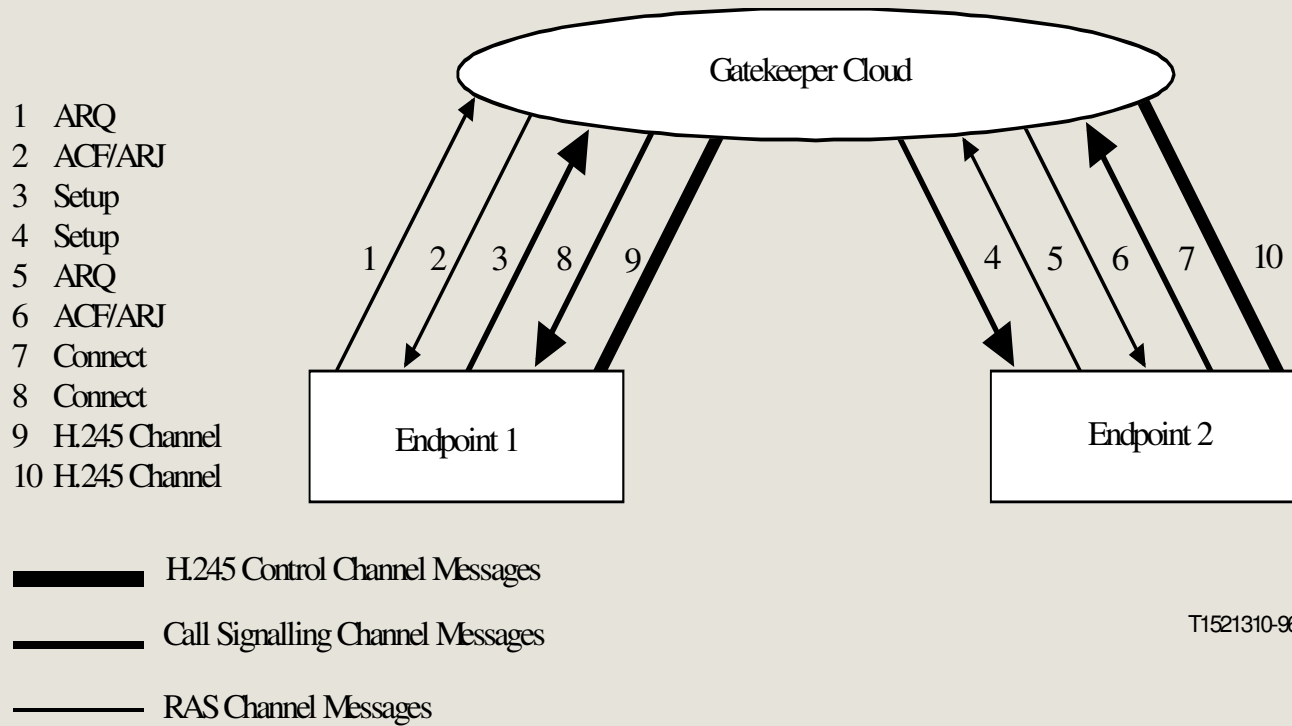 Gatekeeper Cloud
1 ARQ
2 ACF/ARJ
3 Setup
4 Setup
5 ARQ
6 ACF/ARJ
7 Connect
8 Connect
9 H.245 Channel
10 H.245 Channel
1
2
3
8
9
4
5
6
7
10
Endpoint 1
Endpoint 2
H.245 Control Channel Messages
Call Signalling Channel Messages
T1521310-96
RAS Channel Messages